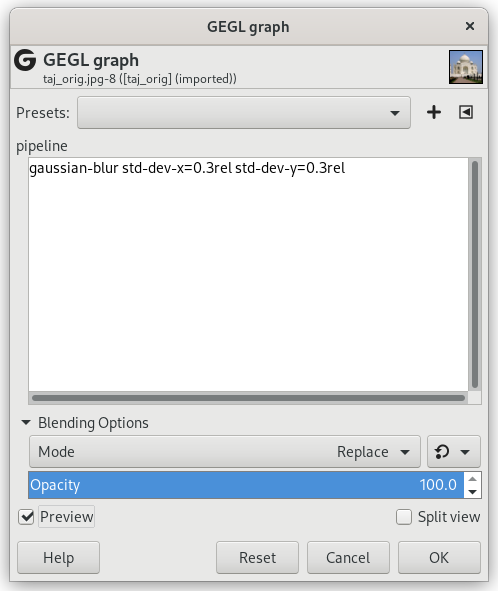 GEGL graph
GEGL graph
taj_orig.jpg-8 ([taj_orig] (imported))
Presets:
pipeline
gaussian-blur std-dev-x=0.3rel std-dev-y=0.3rel
Blending Options
Mode Replace
Opacity 100.0
Preview Split view
Help Reset Cancel OK